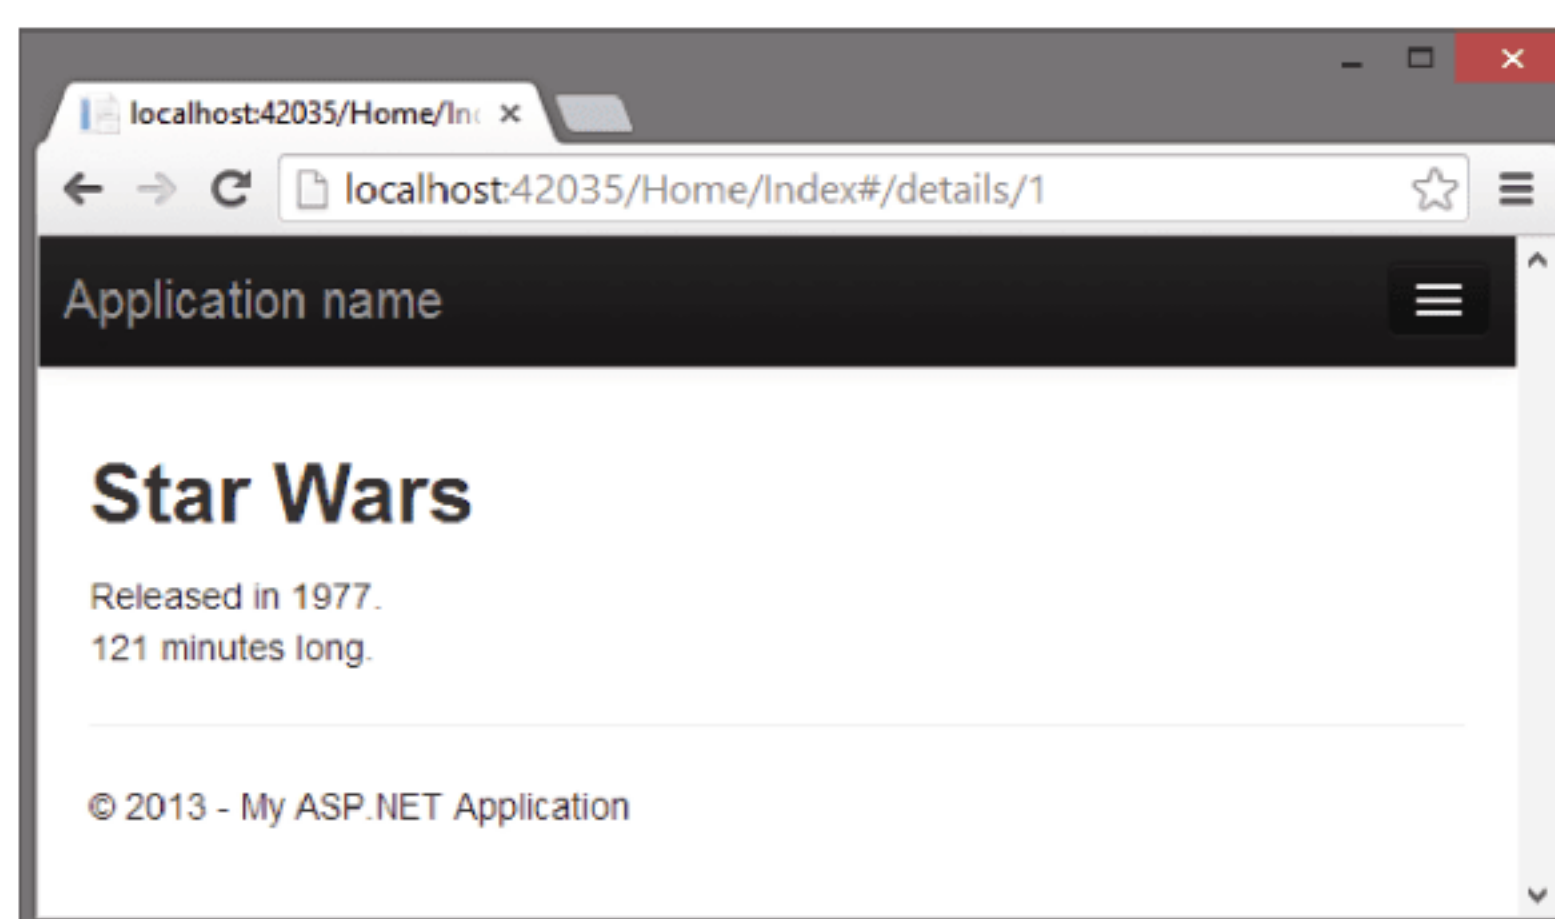 localhost:42035/Home/In
localhost:42035/Home/Index#/details/1
Application name
Star Wars
Released in 1977.
121 minutes long.
© 2013 - My ASP.NET Application